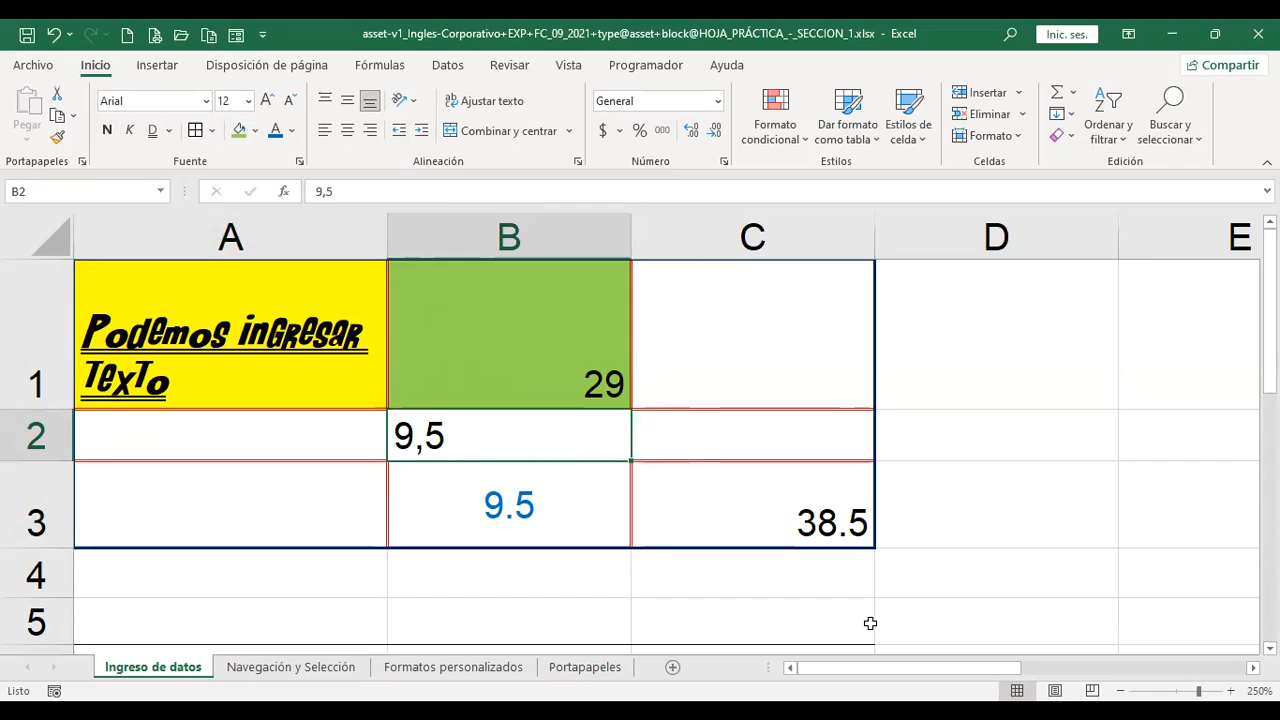 asset-v1_Ingles-Corporativo+EXP+FC_09_2021+type@asset+block@HOJA_PRÁCTICA_-_SECCION_1.xlsx - Excel
Inic. ses.
Archivo Inicio Insertar Disposición de página Fórmulas Datos Revisar Vista Programador Ayuda Compartir
Pegar
Arial 12
N K D A
Ajustar texto
Combinar y centrar
General
$ % 000
Formato condicional
Dar formato como tabla
Estilos de celda
Insertar
Eliminar
Formato
Ordenar y filtrar
Buscar y seleccionar
Portapapeles Fuente Alineación Número Estilos Celdas Edición
B2 fx 9,5
A B C D E
1 Podemos ingresar 29
Texto
2 9,5
3 9.5 38.5
4
5
Ingreso de datos Navegación y Selección Formatos personalizados Portapapeles
Listo 250%